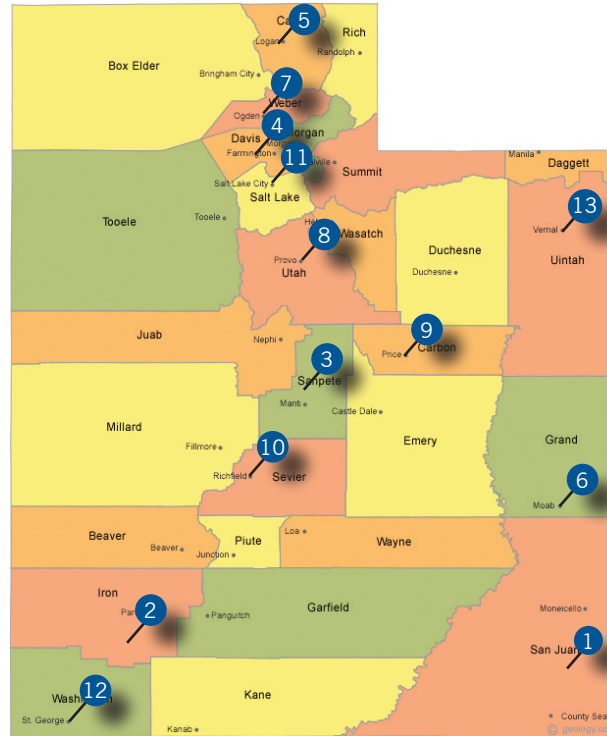 5
Logan
Rich
Randolph
Box Elder
Bringham City
7
Weber
Ogden
4
Davis
Farmington
11
Summit
Manila
Daggett
Salt Lake City
Salt Lake
Tooele
Tooele
13
Vernal
Uintah
8
Wasatch
Provo
Utah
Duchesne
Duchesne
Juab
Nephi
9
Price
Carbon
3
Sanpete
Manti
Castle Dale
Emery
Millard
Fillmore
10
Richfield
Sevier
Grand
6
Moab
Beaver
Beaver
Piute
Junction
Loa
Wayne
Iron
2
Panguitch
Garfield
Monticello
1
San Juan
12
St. George
Kane
Kanab
County Sea
© geology.co